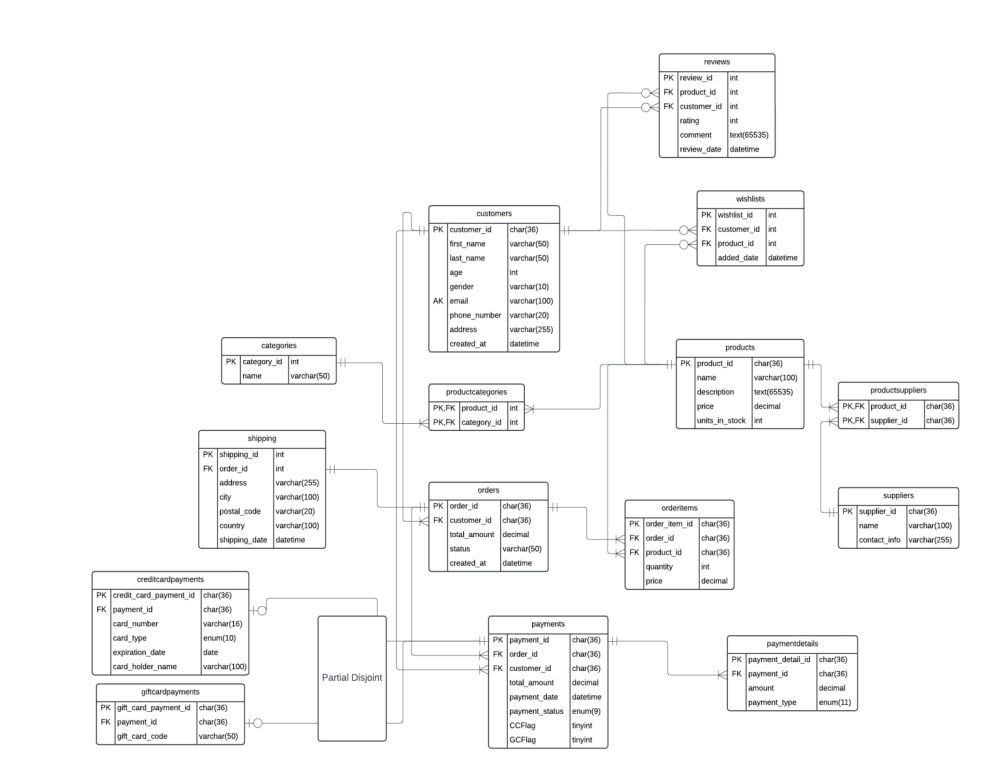 reviews
PK review_id int
FK product_id int
FK customer_id int
rating int
comment text(65535)
review_date datetime
wishlists
PK wishlist_id int
FK customer_id int
FK product_id int
added_date datetime
customers
PK customer_id char(36)
first_name varchar(50)
last_name varchar(50)
age int
gender varchar(10)
AK email varchar(100)
phone_number varchar(20)
address varchar(255)
created_at datetime
categories
PK category_id int
name varchar(50)
products
PK product_id char(36)
name varchar(100)
description text(65535)
price decimal
units_in_stock int
productcategories
PK,FK product_id int
PK,FK category_id int
productsuppliers
PK,FK product_id char(36)
PK,FK supplier_id char(36)
shipping
PK shipping_id int
FK order_id int
address varchar(255)
city varchar(100)
postal_code varchar(20)
country varchar(100)
shipping_date datetime
orders
PK order_id char(36)
FK customer_id char(36)
total_amount decimal
status varchar(50)
created_at datetime
orderitems
PK order_item_id char(36)
FK order_id char(36)
FK product_id char(36)
quantity int
price decimal
suppliers
PK supplier_id char(36)
name varchar(100)
contact_info varchar(255)
creditcardpayments
PK credit_card_payment_id char(36)
FK payment_id char(36)
card_number varchar(16)
card_type enum(10)
expiration_date date
card_holder_name varchar(100)
giftcardpayments
PK gift_card_payment_id char(36)
FK payment_id char(36)
gift_card_code varchar(50)
Partial Disjoint
payments
PK payment_id char(36)
FK order_id char(36)
FK customer_id char(36)
total_amount decimal
payment_date datetime
payment_status enum(9)
CCFlag tinyint
GCFlag tinyint
paymentdetails
PK payment_detail_id char(36)
FK payment_id char(36)
amount decimal
payment_type enum(11)